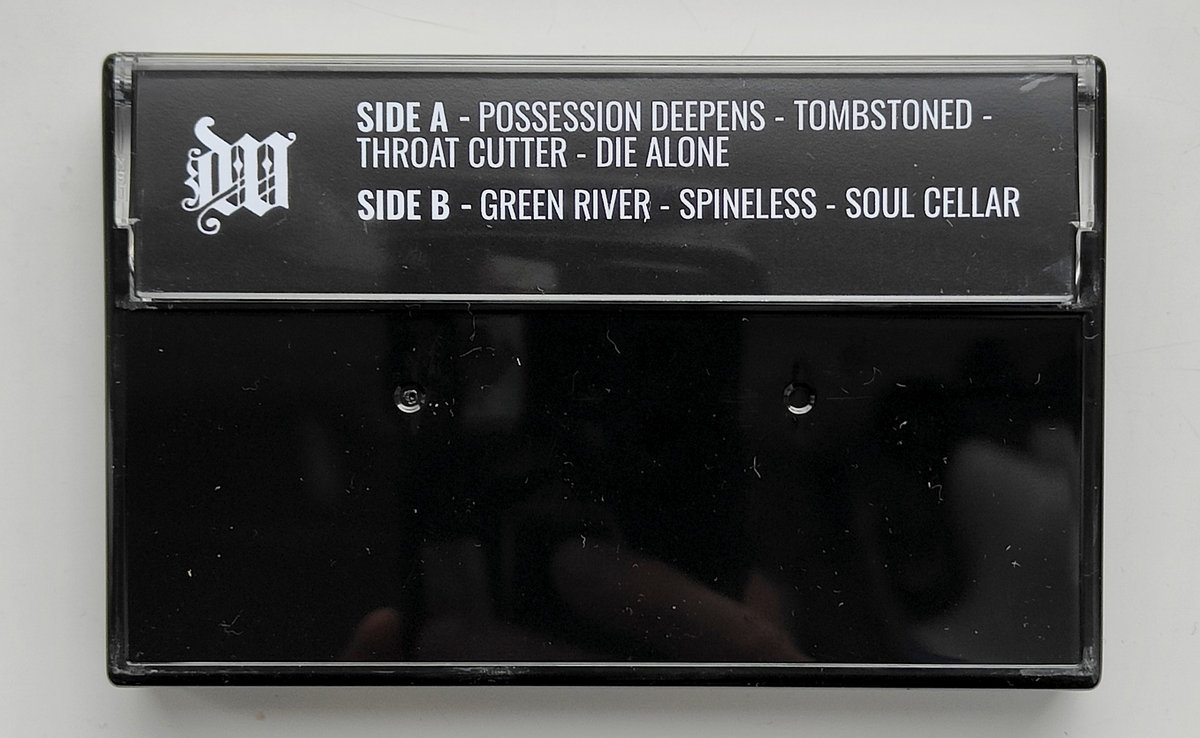 SIDE A - POSSESSION DEEPENS - TOMBSTONED -
THROAT CUTTER - DIE ALONE
SIDE B - GREEN RIVER - SPINELESS - SOUL CELLAR